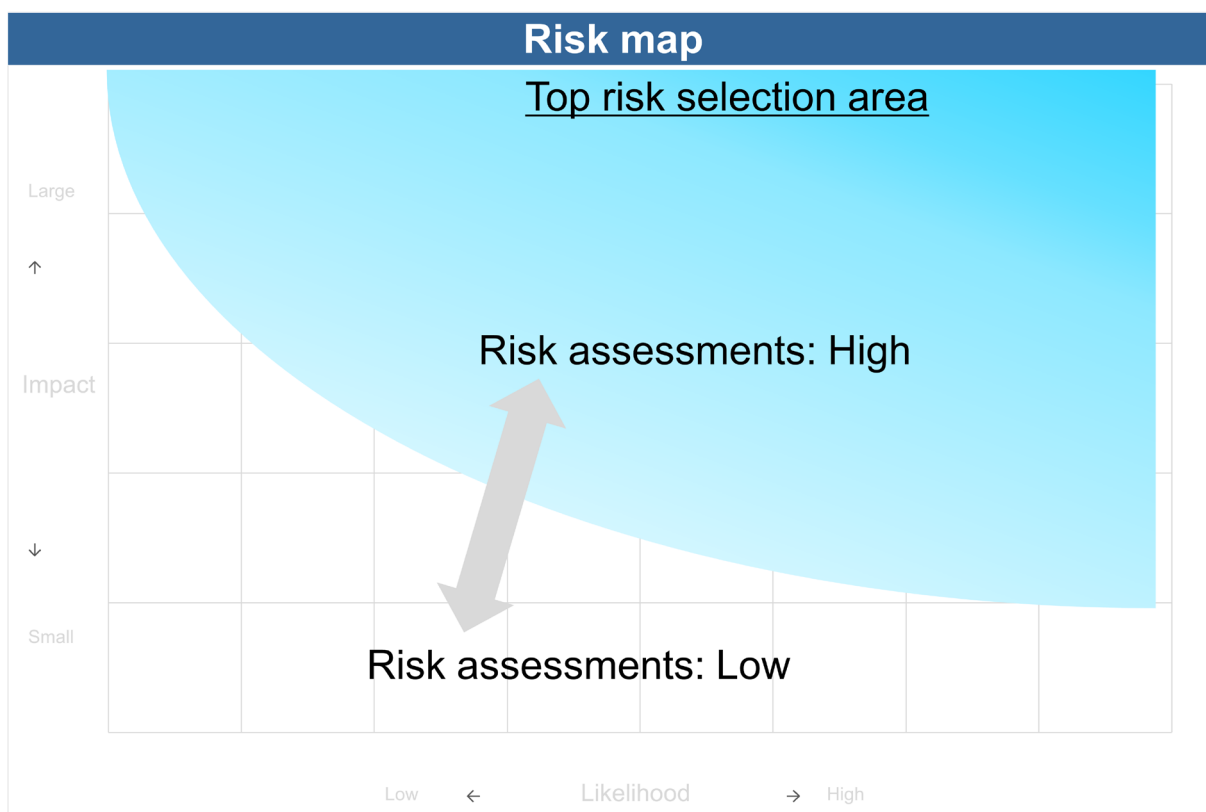 Risk map
Top risk selection area
Large
↑
Risk assessments: High
Impact
↓
Small
Risk assessments: Low
Low ← Likelihood → High